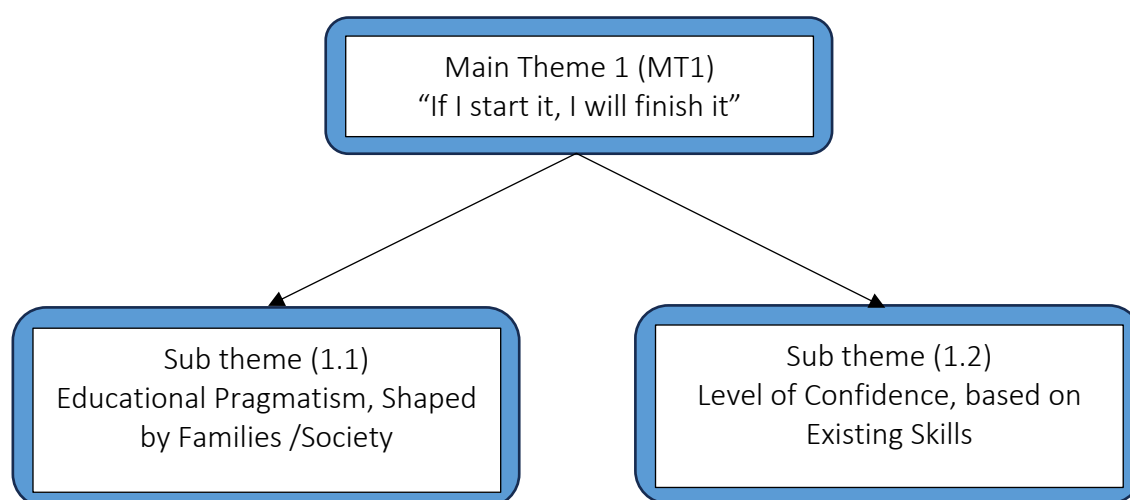 Main Theme 1 (MT1)
“If I start it, I will finish it”
Sub theme (1.1)
Educational Pragmatism, Shaped
by Families /Society
Sub theme (1.2)
Level of Confidence, based on
Existing Skills